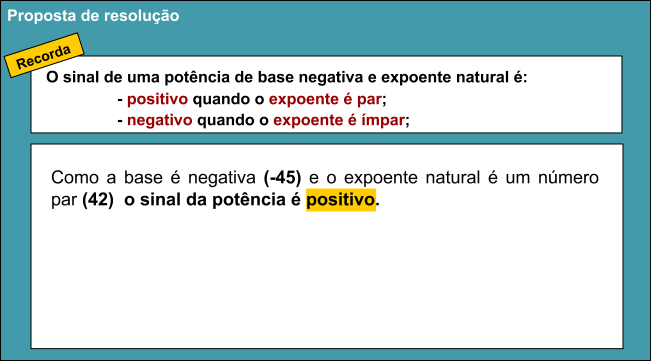 Proposta de resolução
Recorda
O sinal de uma potência de base negativa e expoente natural é:
- positivo quando o expoente é par;
- negativo quando o expoente é ímpar;
Como a base é negativa (-45) e o expoente natural é um número
par (42) o sinal da potência é positivo.